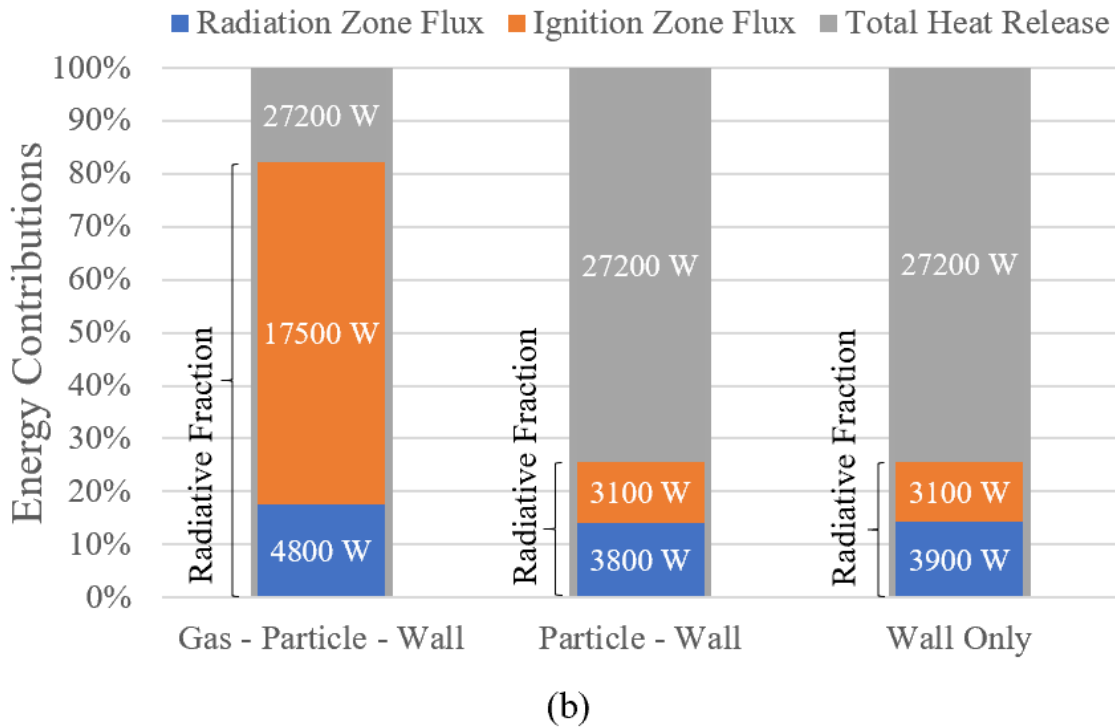 Radiation Zone Flux Ignition Zone Flux Total Heat Release
Energy Contributions
100%
90%
80%
70%
60%
50%
40%
30%
20%
10%
0%
Radiative Fraction
27200 W
17500 W
4800 W
Radiative Fraction
27200 W
3100 W
3800 W
Radiative Fraction
27200 W
3100 W
3900 W
Gas - Particle - Wall Particle - Wall Wall Only
(b)